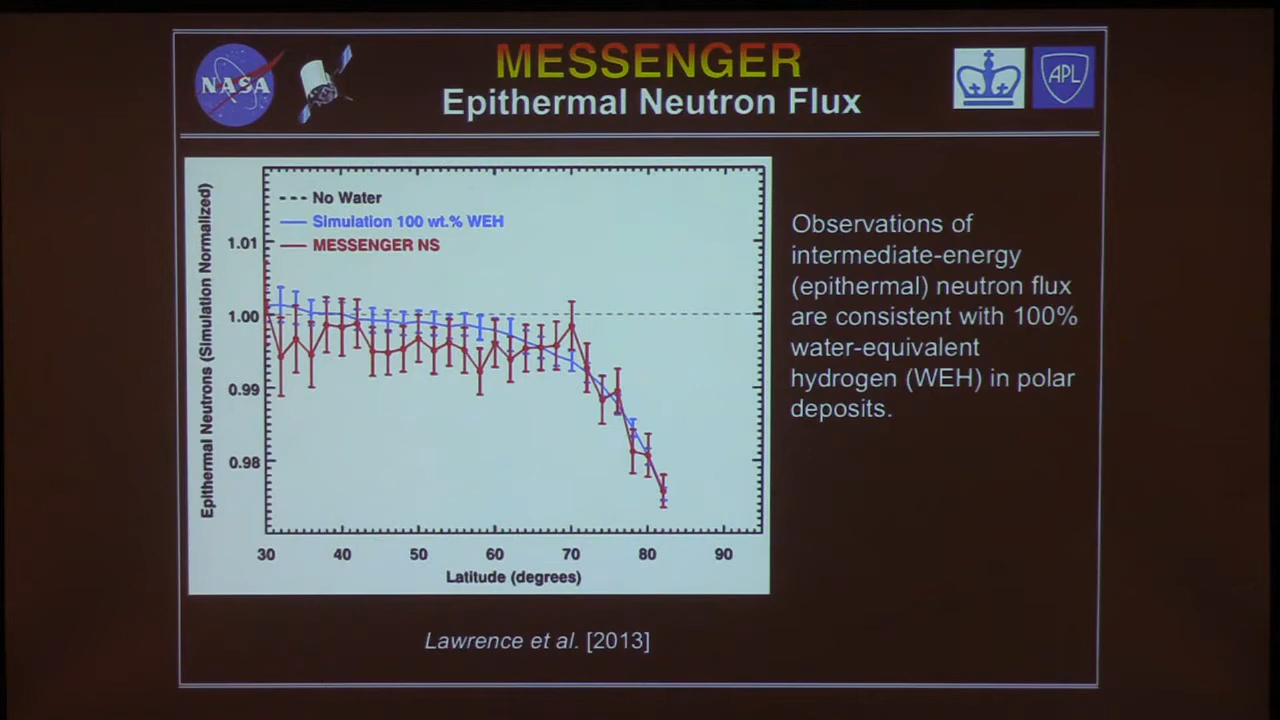 NASA
MESSENGER
Epithermal Neutron Flux
APL
No Water
Simulation 100 wt.% WEH
MESSENGER NS
Epithermal Neutrons (Simulation Normalized)
1.01
1.00
0.99
0.98
30 40 50 60 70 80 90
Latitude (degrees)
Observations of
intermediate-energy
(epithermal) neutron flux
are consistent with 100%
water-equivalent
hydrogen (WEH) in polar
deposits.
Lawrence et al. [2013]